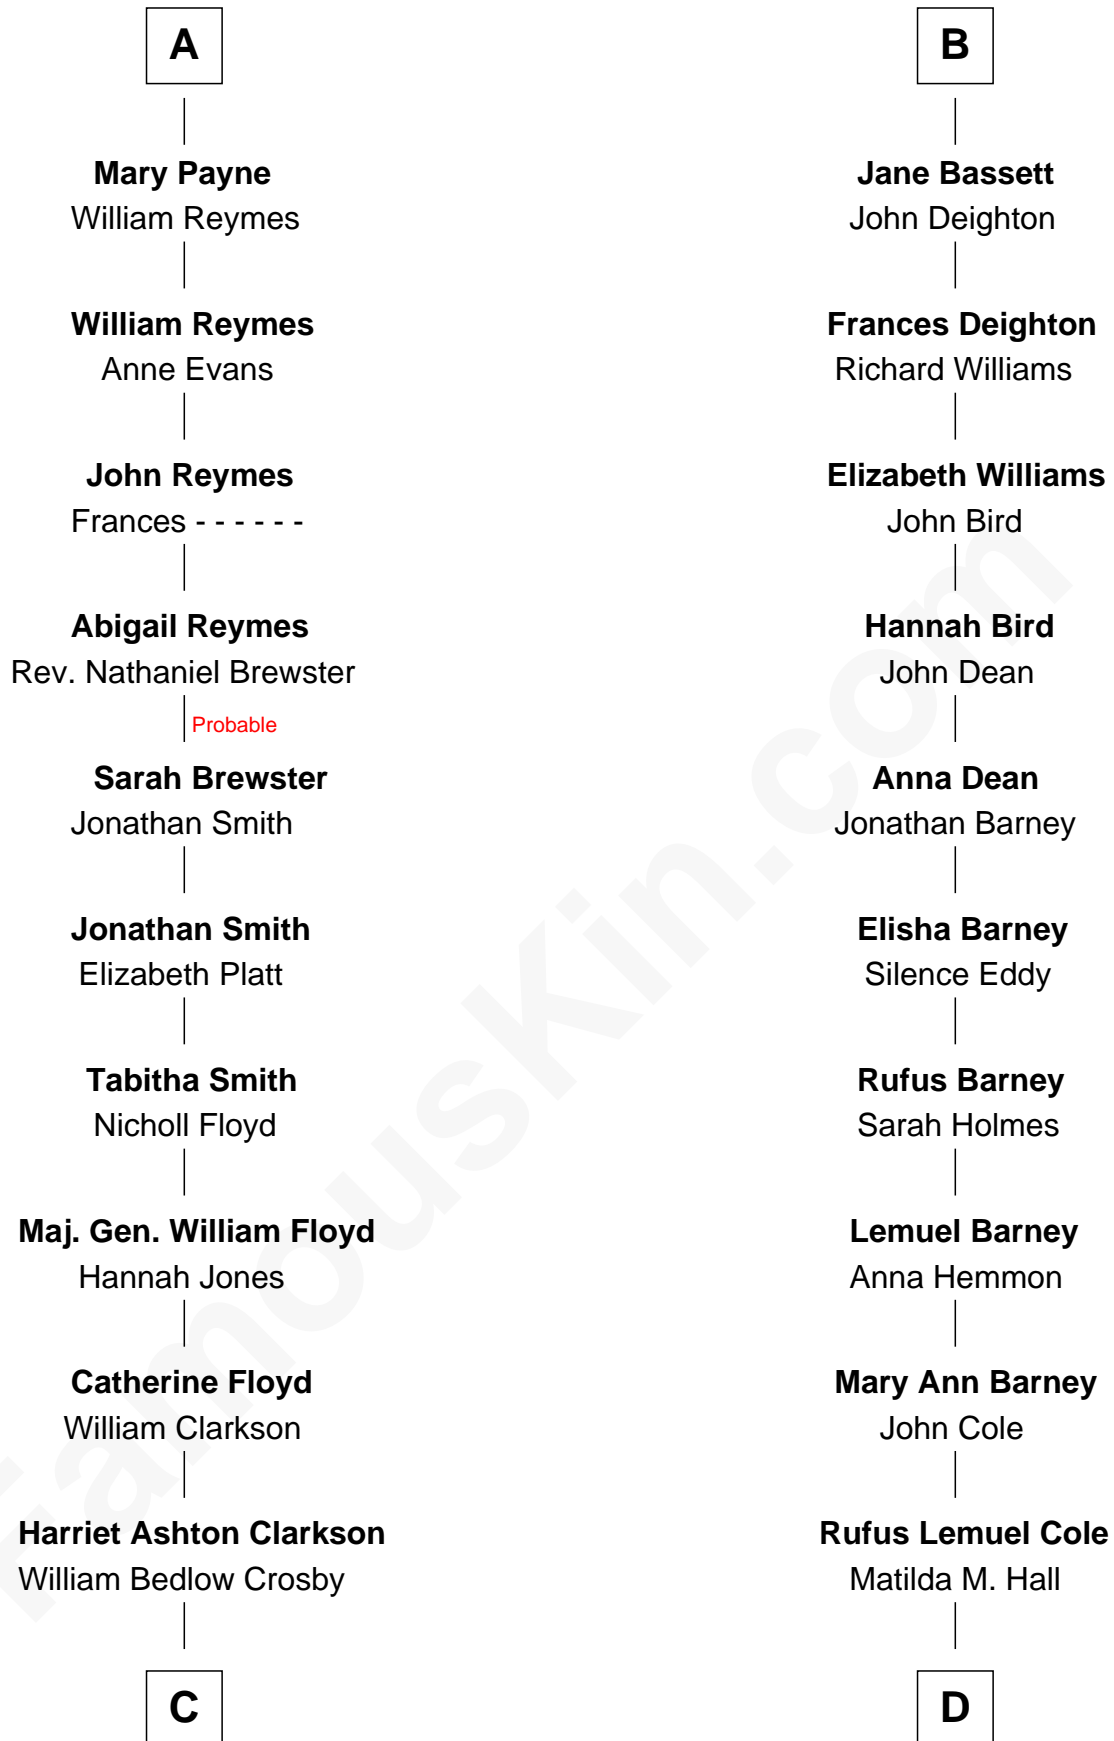 A
Mary Payne
William Reymes
William Reymes
Anne Evans
John Reymes
Frances - - - - - -
Abigail Reymes
Rev. Nathaniel Brewster
Probable
Sarah Brewster
Jonathan Smith
Jonathan Smith
Elizabeth Platt
Tabitha Smith
Nicholl Floyd
Maj. Gen. William Floyd
Hannah Jones
Catherine Floyd
William Clarkson
Harriet Ashton Clarkson
William Bedlow Crosby
C
B
Jane Bassett
John Deighton
Frances Deighton
Richard Williams
Elizabeth Williams
John Bird
Hannah Bird
John Dean
Anna Dean
Jonathan Barney
Elisha Barney
Silence Eddy
Rufus Barney
Sarah Holmes
Lemuel Barney
Anna Hemmon
Mary Ann Barney
John Cole
Rufus Lemuel Cole
Matilda M. Hall
D
FamousKin.com